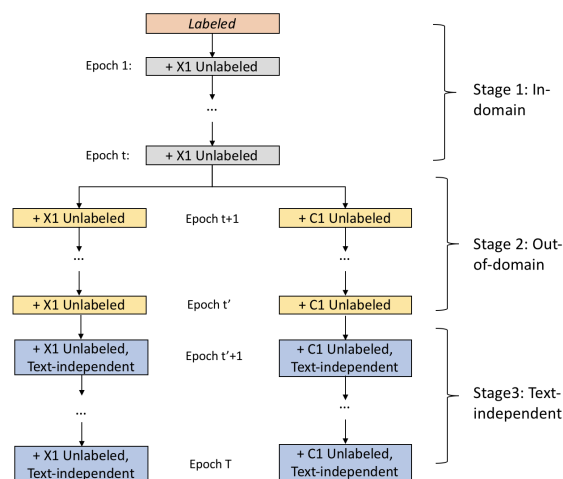 Labeled
Epoch 1:
+ X1 Unlabeled
...
Epoch t:
+ X1 Unlabeled
Stage 1: In-
domain
+ X1 Unlabeled
Epoch t+1
+ C1 Unlabeled
...
...
+ X1 Unlabeled
Epoch t’
+ C1 Unlabeled
Stage 2: Out-
of-domain
+ X1 Unlabeled,
Text-independent
Epoch t’+1
+ C1 Unlabeled,
Text-independent
...
...
+ X1 Unlabeled,
Text-independent
Epoch T
+ C1 Unlabeled,
Text-independent
Stage3: Text-
independent